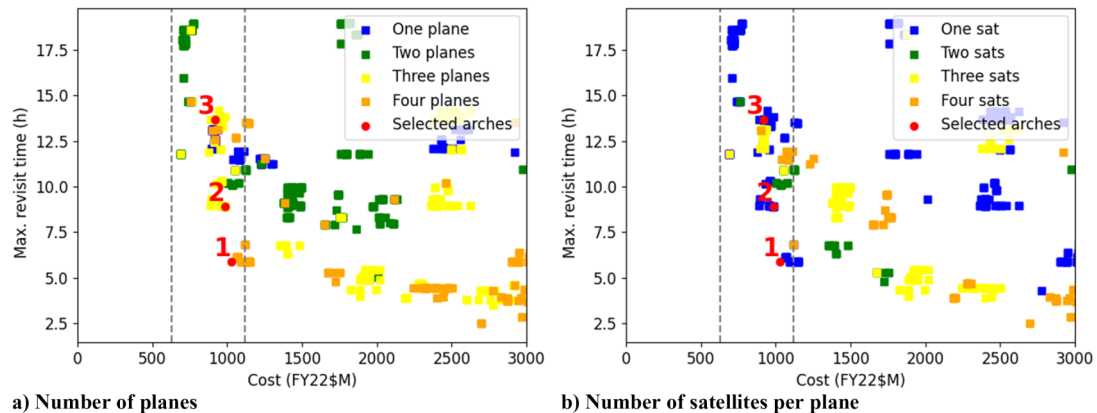 17.5
15.0
12.5
10.0
7.5
5.0
2.5
Max. revisit time (h)
0
500
1000
1500
2000
2500
3000
Cost (FY22$M)
One plane
Two planes
Three planes
Four planes
Selected arches
3
2
1
a) Number of planes
17.5
15.0
12.5
10.0
7.5
5.0
2.5
Max. revisit time (h)
0
500
1000
1500
2000
2500
3000
Cost (FY22$M)
One sat
Two sats
Three sats
Four sats
Selected arches
3
2
1
b) Number of satellites per plane